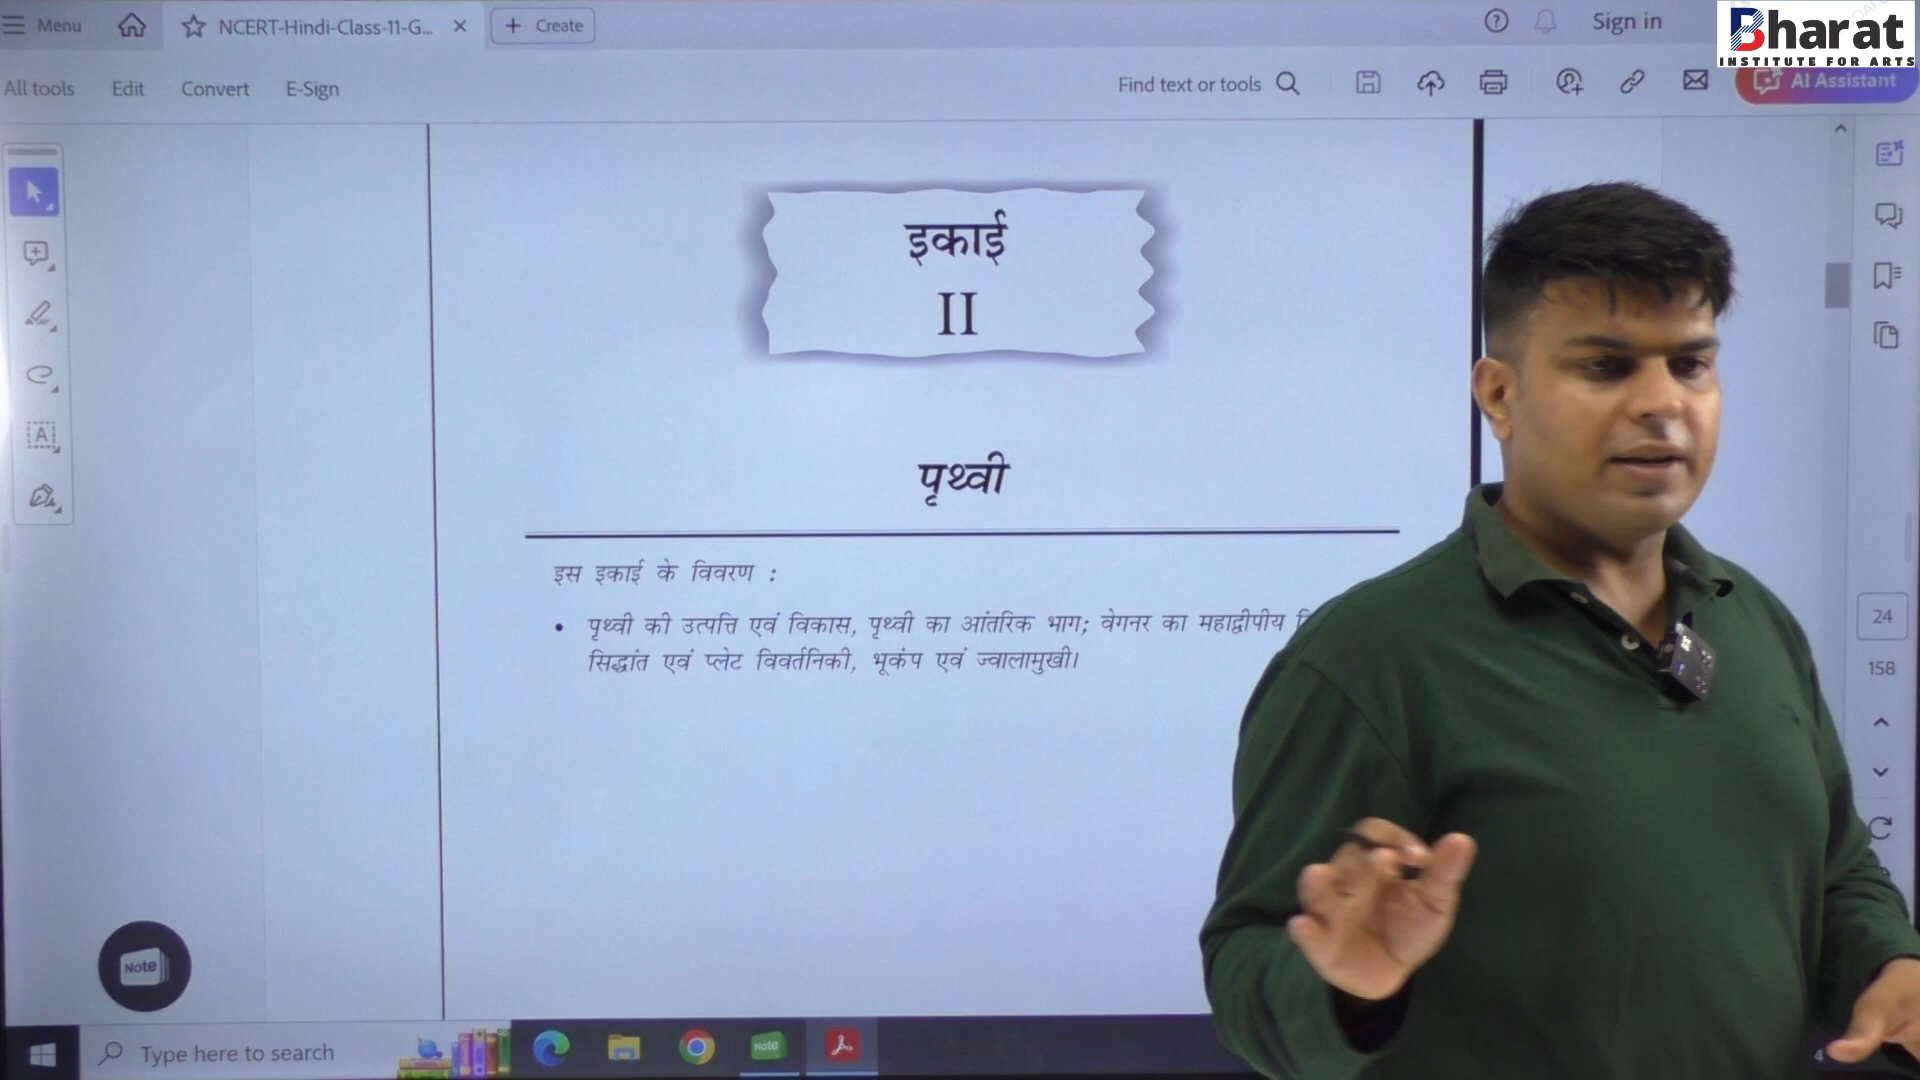 Menu
NCERT-Hindi-Class-11-G...
Create
Sign in
Bharat
INSTITUTE FOR ARTS
All tools
Edit
Convert
E-Sign
Find text or tools
AI Assistant
इकाई
II
पृथ्वी
इस इकाई के विवरण :
• पृथ्वी की उत्पत्ति एवं विकास, पृथ्वी का आंतरिक भाग; वेगनर का महाद्वीपीय
सिद्धांत एवं प्लेट विवर्तनिकी, भूकंप एवं ज्वालामुखी।
24
158
Note
Type here to search
Note